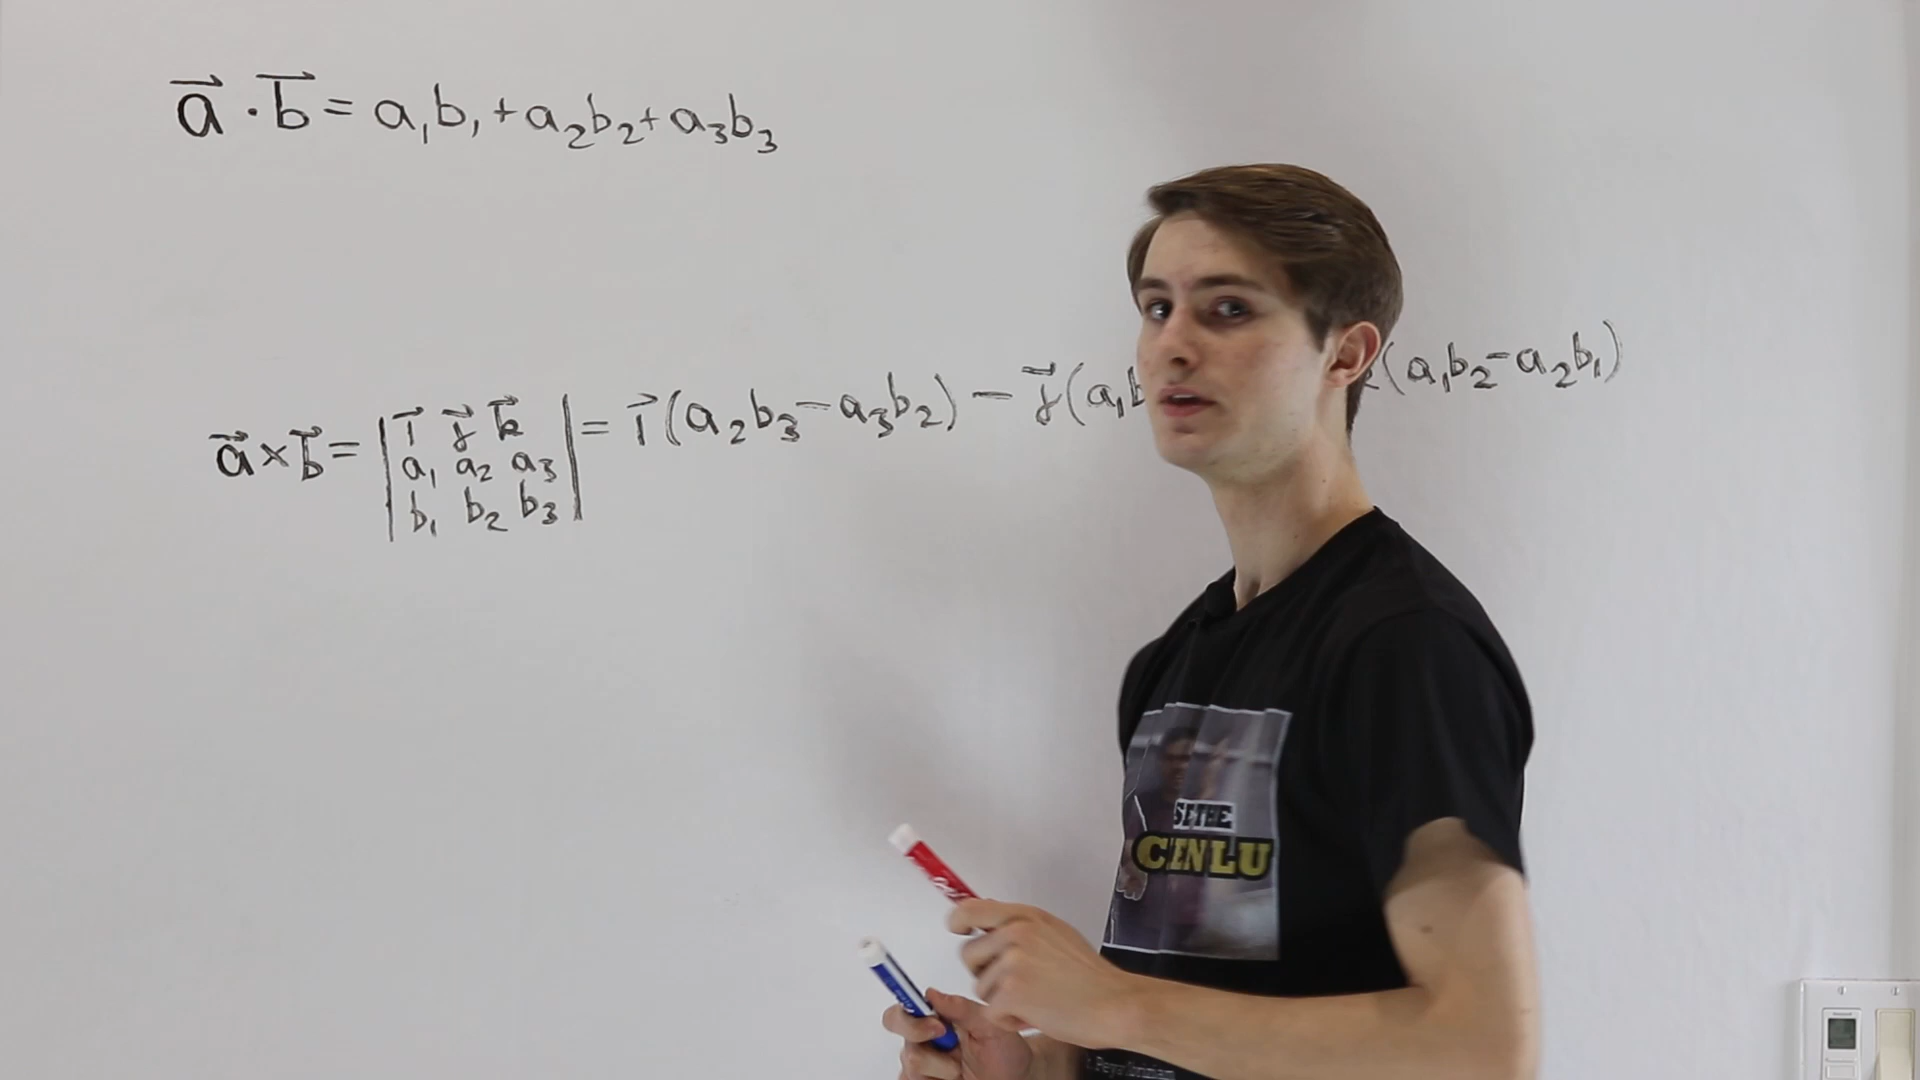 a⃗ · b⃗ = a₁b₁ + a₂b₂ + a₃b₃
a⃗ × b⃗ = | i⃗ j⃗ k⃗ | = i⃗(a₂b₃ − a₃b₂) − j⃗(a₁b (a₁b₂ − a₂b₁)
a₁ a₂ a₃
b₁ b₂ b₃
CENLU